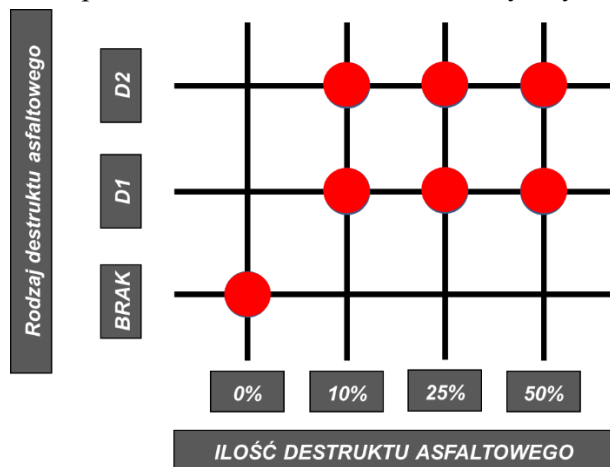 Rodzaj destruktu asfaltowego
D2
D1
BRAK
0% 10% 25% 50%
ILOŚĆ DESTRUKTU ASFALTOWEGO